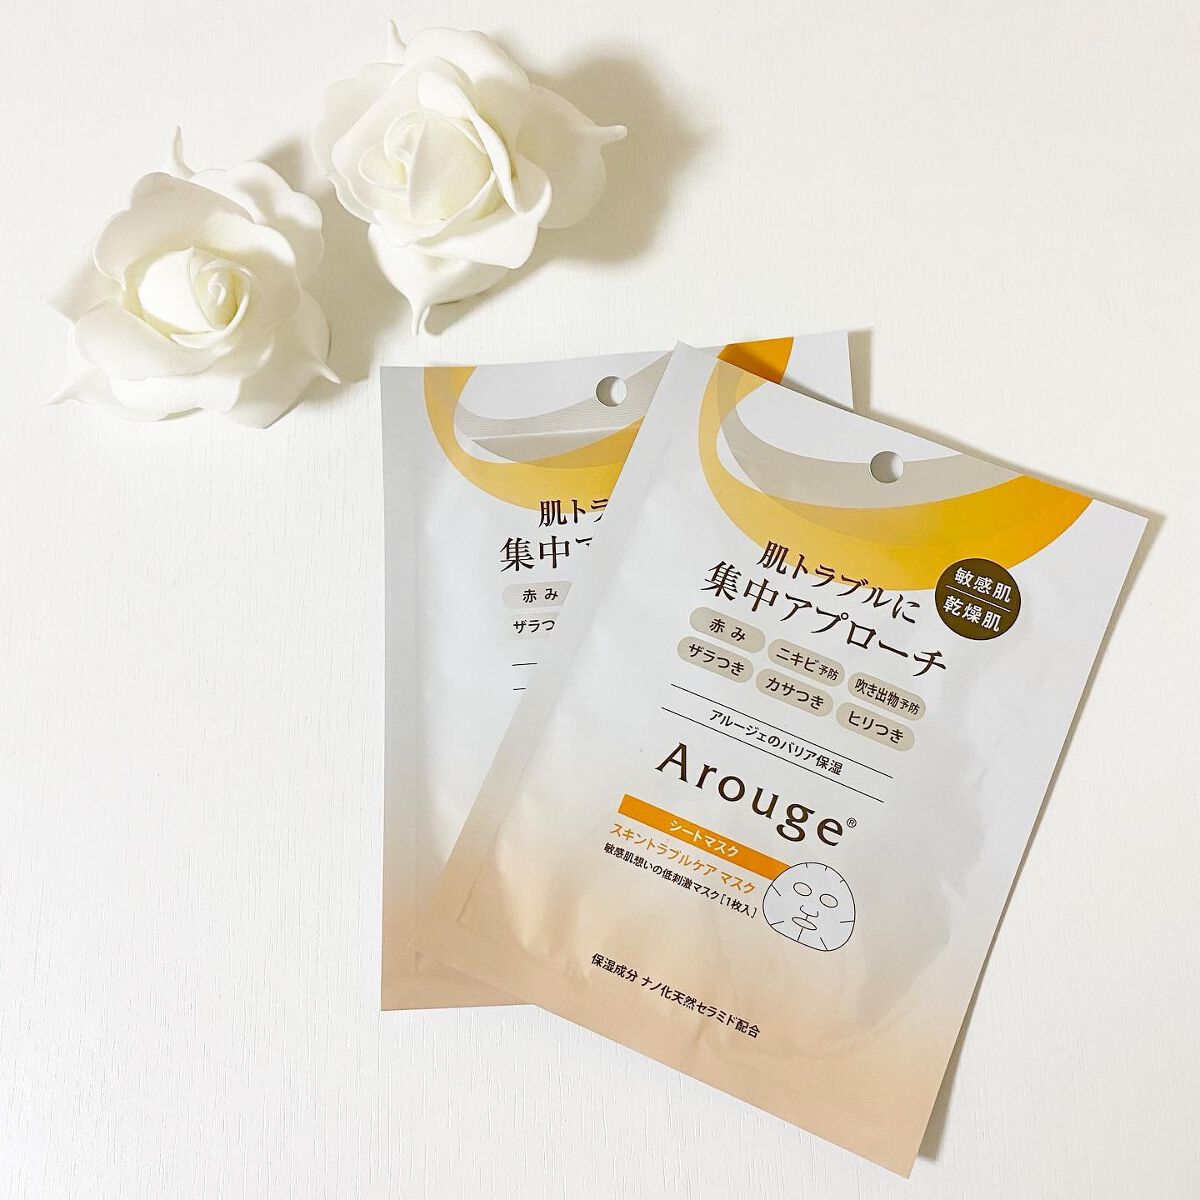 肌トラ
集中ア
赤み
ザラつ
肌トラブルに
集中アプローチ
敏感肌
乾燥肌
赤み
ニキビ予防
吹き出物予防
ザラつき
カサつき
ヒリつき
アルージェのバリア保湿
Arouge®
シートマスク
スキントラブルケア マスク
敏感肌想いの低刺激マスク[1枚入]
保湿成分 ナノ化天然セラミド配合